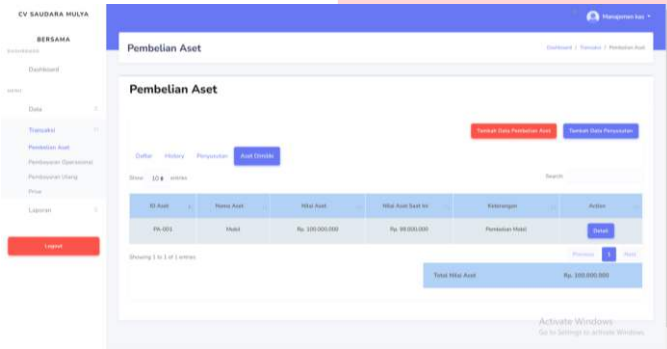 CV SAUDARA MULYA
BERSAMA
Manajemen kas
DASHBOARD
Dashboard
MENU
Data
Transaksi
Pembelian Aset
Pembayaran Operasional
Pembayaran Utang
Prive
Laporan
Logout
Pembelian Aset
Dashboard / Transaksi / Pembelian Aset
Pembelian Aset
Tambah Data Pembelian Aset
Tambah Data Penyusutan
Daftar History Penyusutan Aset Dimiliki
Show 10 entries
Search:
ID Aset Nama Aset Nilai Aset Nilai Aset Saat Ini Keterangan Action
PA-001 Mobil Rp. 100.000.000 Rp. 98.000.000 Pembelian Mobil Detail
Showing 1 to 1 of 1 entries
Previous 1 Next
Total Nilai Aset Rp. 100.000.000
Activate Windows
Go to Settings to activate Windows.